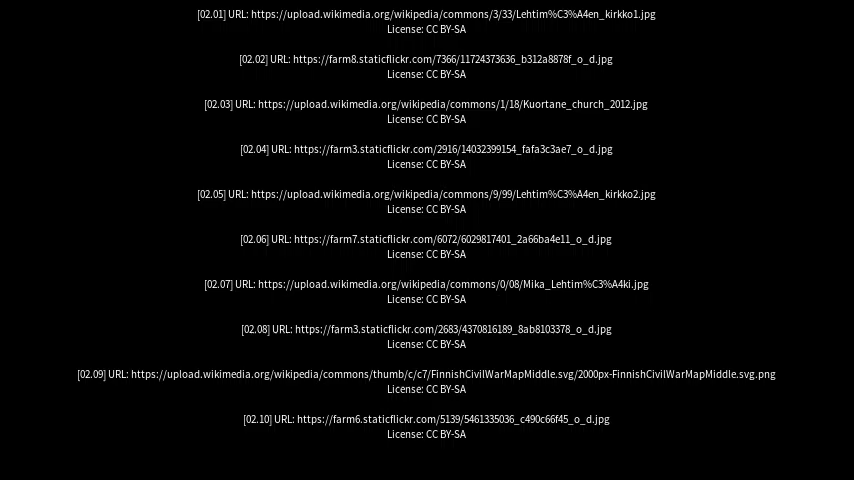 [02.01] URL: https://upload.wikimedia.org/wikipedia/commons/3/33/Lehtim%C3%A4en_kirkko1.jpg
License: CC BY-SA
[02.02] URL: https://farm8.staticflickr.com/7366/11724373636_b312a8878f_o_d.jpg
License: CC BY-SA
[02.03] URL: https://upload.wikimedia.org/wikipedia/commons/1/18/Kuortane_church_2012.jpg
License: CC BY-SA
[02.04] URL: https://farm3.staticflickr.com/2916/14032399154_fafa3c3ae7_o_d.jpg
License: CC BY-SA
[02.05] URL: https://upload.wikimedia.org/wikipedia/commons/9/99/Lehtim%C3%A4en_kirkko2.jpg
License: CC BY-SA
[02.06] URL: https://farm7.staticflickr.com/6072/6029817401_2a66ba4e11_o_d.jpg
License: CC BY-SA
[02.07] URL: https://upload.wikimedia.org/wikipedia/commons/0/08/Mika_Lehtim%C3%A4ki.jpg
License: CC BY-SA
[02.08] URL: https://farm3.staticflickr.com/2683/4370816189_8ab8103378_o_d.jpg
License: CC BY-SA
[02.09] URL: https://upload.wikimedia.org/wikipedia/commons/thumb/c/c7/FinnishCivilWarMapMiddle.svg/2000px-FinnishCivilWarMapMiddle.svg.png
License: CC BY-SA
[02.10] URL: https://farm6.staticflickr.com/5139/5461335036_c490c66f45_o_d.jpg
License: CC BY-SA